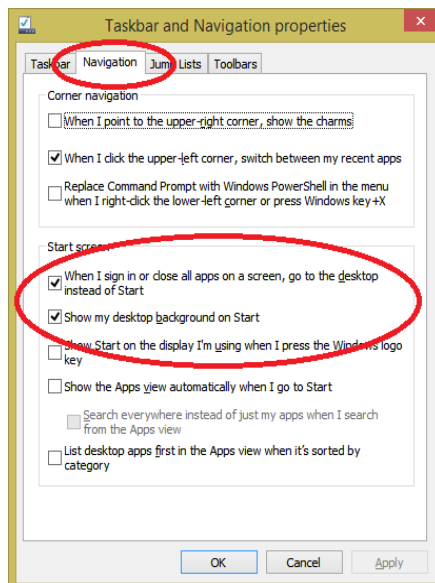 Taskbar and Navigation properties
Taskbar Navigation Jump Lists Toolbars
Corner navigation
When I point to the upper-right corner, show the charms
When I click the upper-left corner, switch between my recent apps
Replace Command Prompt with Windows PowerShell in the menu
when I right-click the lower-left corner or press Windows key+X
Start screen
When I sign in or close all apps on a screen, go to the desktop
instead of Start
Show my desktop background on Start
Show Start on the display I'm using when I press the Windows logo
key
Show the Apps view automatically when I go to Start
Search everywhere instead of just my apps when I search
from the Apps view
List desktop apps first in the Apps view when it's sorted by
category
OK Cancel Apply